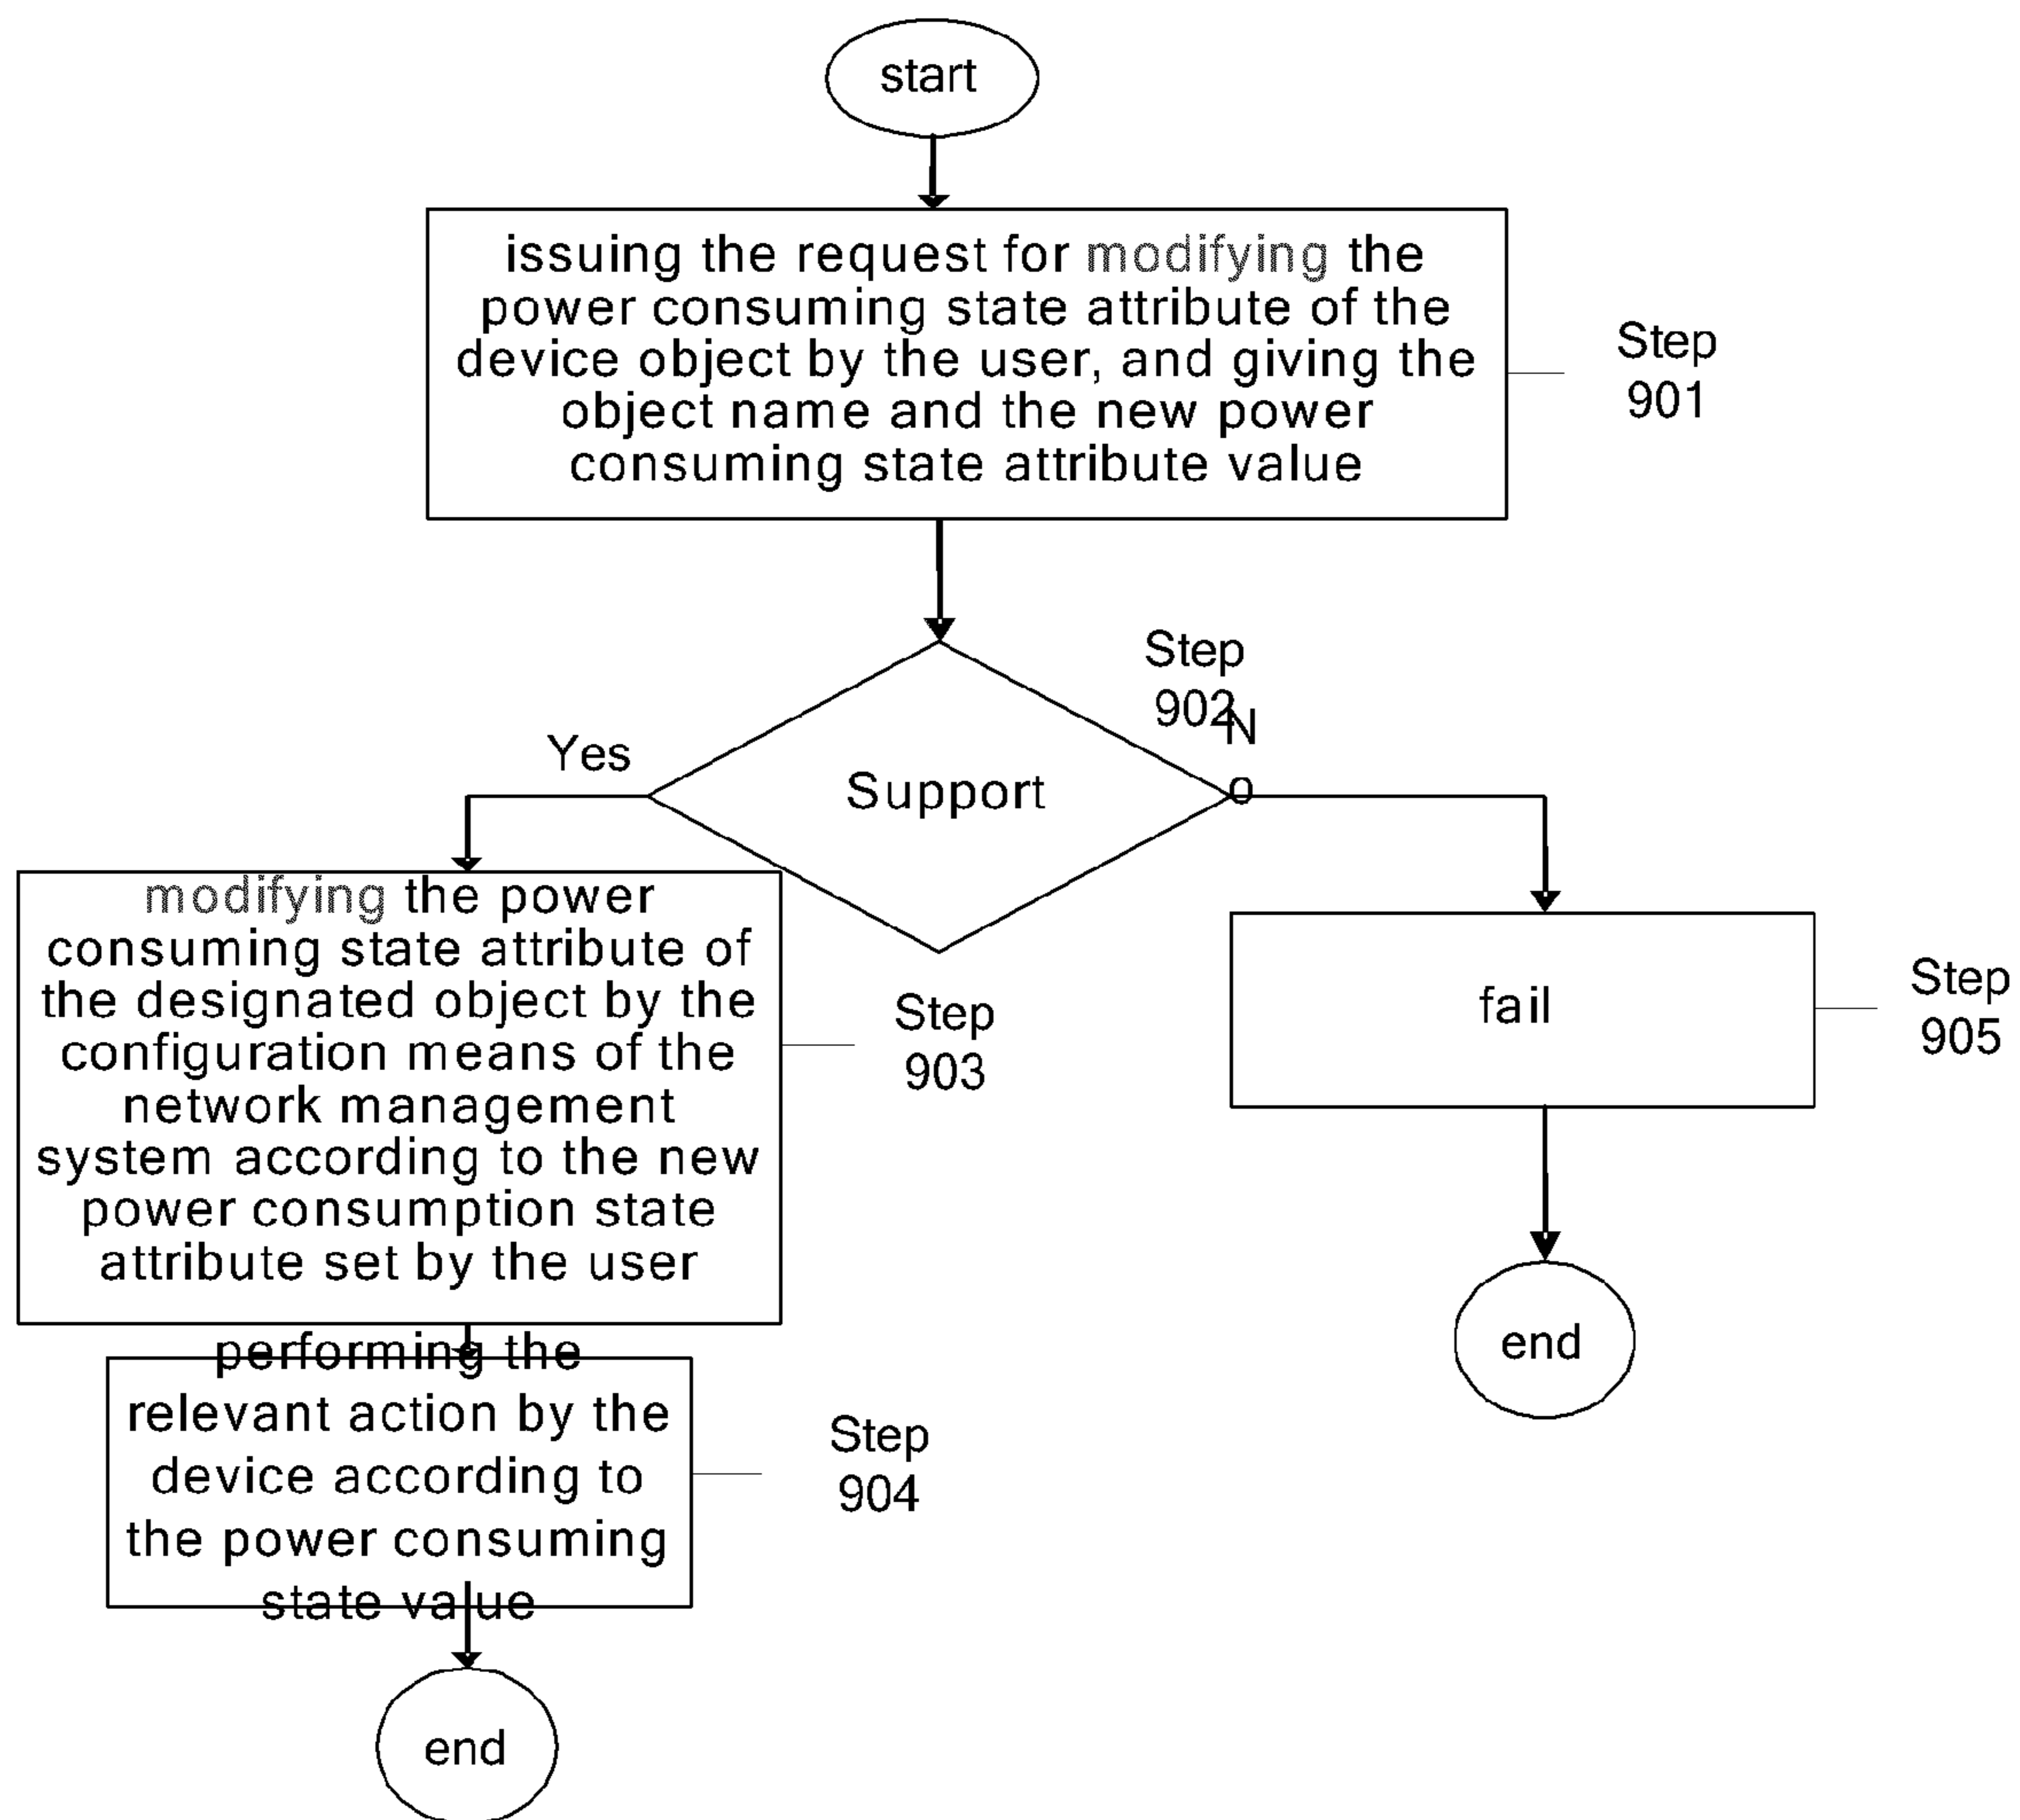 start
issuing the request for modifying the
power consuming state attribute of the
device object by the user, and giving the
object name and the new power
consuming state attribute value
Step
901
Step
902
No
Yes
Support
modifying the power
consuming state attribute of
the designated object by the
configuration means of the
network management
system according to the new
power consumption state
attribute set by the user
Step
903
fail
Step
905
performing the
relevant action by the
device according to
the power consuming
state value
Step
904
end
end